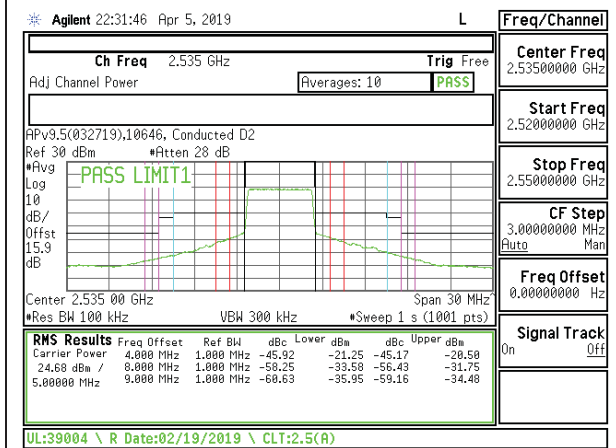 Agilent 22:31:46 Apr 5, 2019 L
Ch Freq 2.535 GHz Trig Free
Adj Channel Power Averages: 10 PASS
APv9.5(032719),10646, Conducted D2
Ref 30 dBm #Atten 28 dB
#Avg
Log
10
dB/
Offst
15.9
dB
PASS LIMIT1
Center 2.535 00 GHz Span 30 MHz^
#Res BW 100 kHz VBW 300 kHz #Sweep 1 s (1001 pts)
RMS Results Freq Offset Ref BW dBc Lower dBm dBc Upper dBm
Carrier Power 4.000 MHz 1.000 MHz -45.92 -21.25 -45.17 -20.50
24.68 dBm / 8.000 MHz 1.000 MHz -58.25 -33.58 -56.43 -31.75
5.00000 MHz 9.000 MHz 1.000 MHz -60.63 -35.95 -59.16 -34.48
UL:39004 \ R Date:02/19/2019 \ CLT:2.5(A)
Freq/Channel
Center Freq
2.53500000 GHz
Start Freq
2.52000000 GHz
Stop Freq
2.55000000 GHz
CF Step
3.00000000 MHz
Auto Man
Freq Offset
0.00000000 Hz
Signal Track
On Off